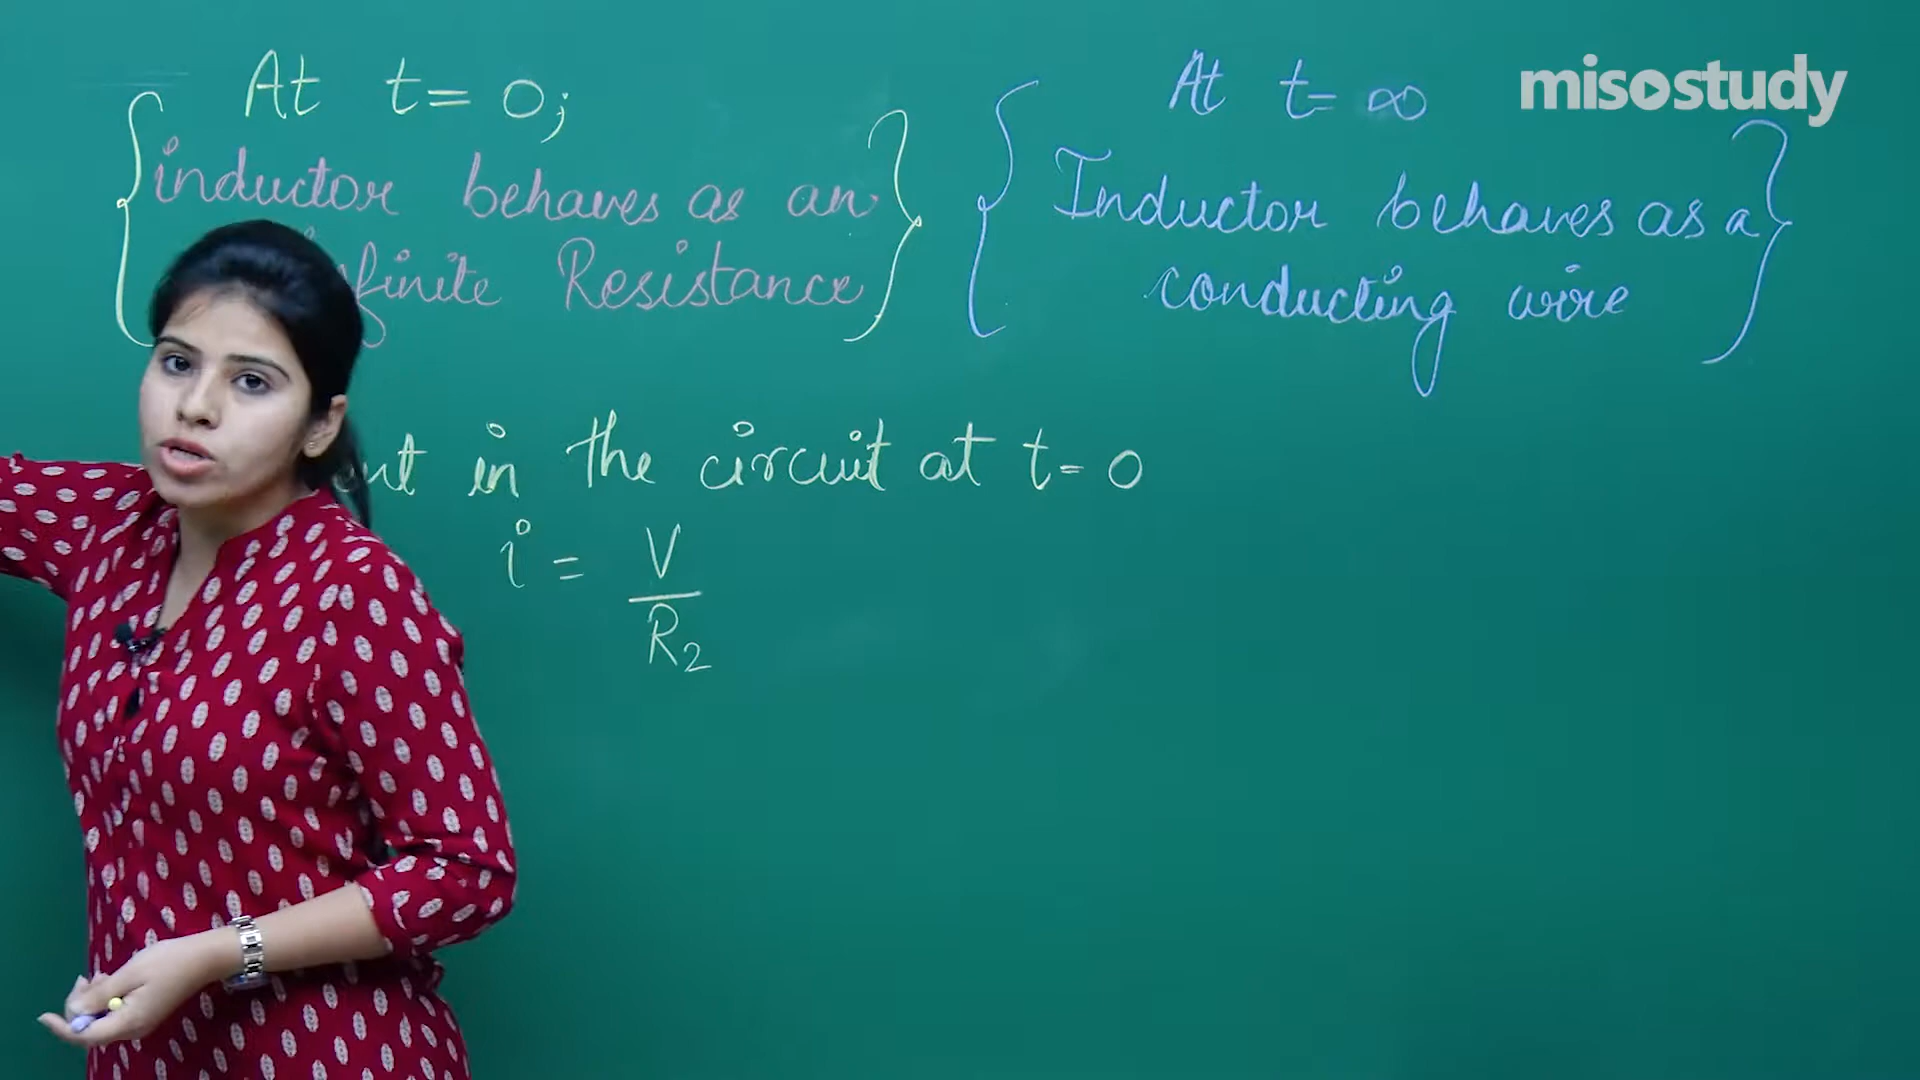 At t = 0;
inductor behaves as an
Resistance
At t = ∞
Inductor behaves as a
conducting wire
misostudy
in the circuit at t = 0
i = V
R2